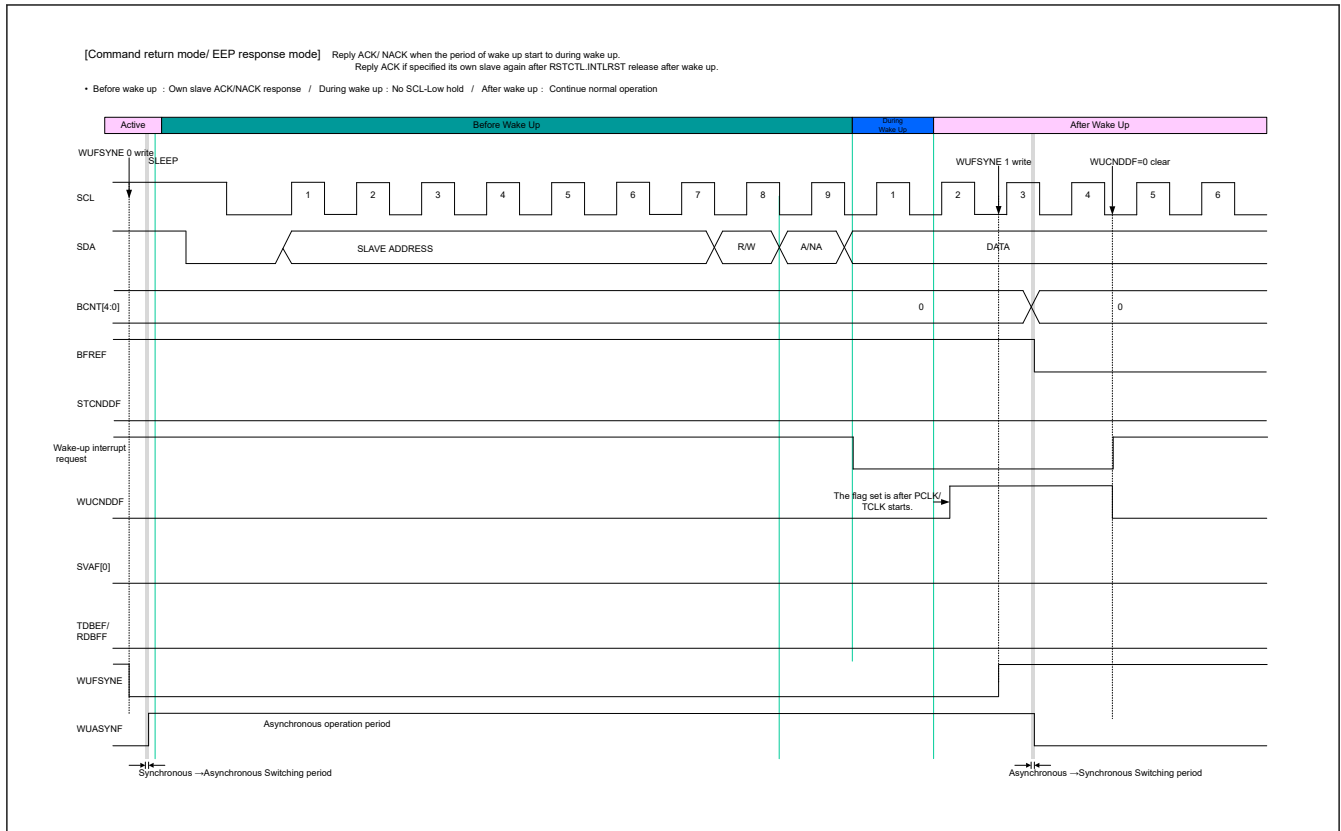 [Command return mode/ EEP response mode] Reply ACK/ NACK when the period of wake up start to during wake up.
Reply ACK if specified its own slave again after RSTCTL.INTLRST release after wake up.
• Before wake up : Own slave ACK/NACK response / During wake up : No SCL-Low hold / After wake up : Continue normal operation
Active Before Wake Up During Wake Up After Wake Up
WUFSYNE 0 write
SLEEP
WUFSYNE 1 write WUCNDDF=0 clear
SCL 1 2 3 4 5 6 7 8 9 1 2 3 4 5 6
SDA SLAVE ADDRESS R/W A/NA DATA
BCNT[4:0] 0 0
BFREF
STCNDDF
Wake-up interrupt
request
WUCNDDF
The flag set is after PCLK/
TCLK starts.
SVAF[0]
TDBEF/
RDBFF
WUFSYNE
WUASYNF Asynchronous operation period
Synchronous →Asynchronous Switching period Asynchronous →Synchronous Switching period